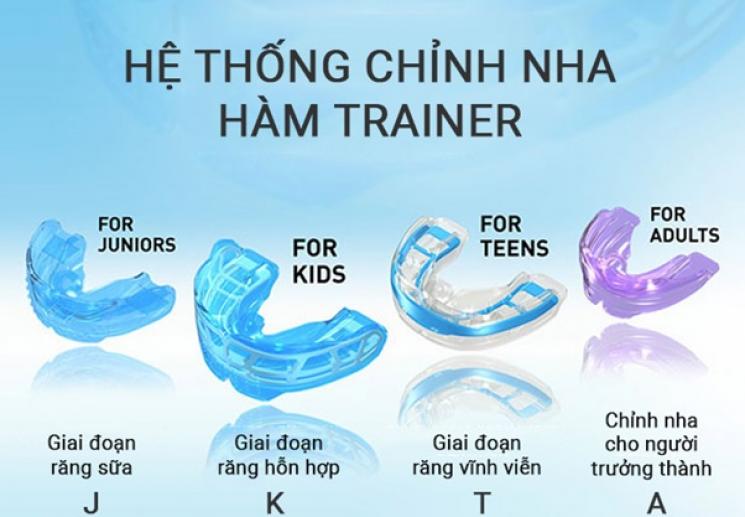 HỆ THỐNG CHỈNH NHA
HÀM TRAINER
FOR
JUNIORS
FOR
KIDS
FOR
TEENS
FOR
ADULTS
Giai đoạn
răng sữa
J
Giai đoạn
răng hỗn hợp
K
Giai đoạn
răng vĩnh viễn
T
Chỉnh nha
cho người
trưởng thành
A